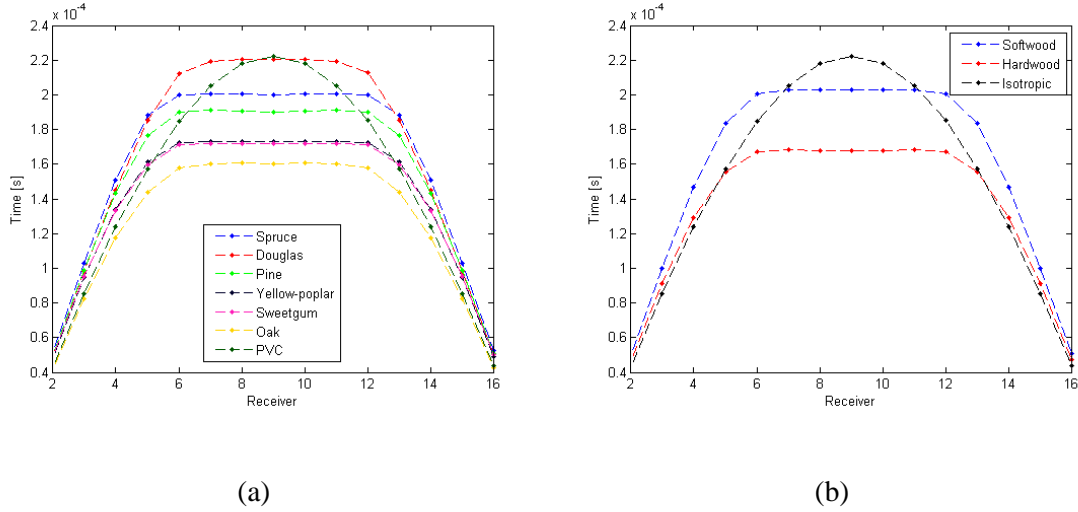 x 10⁻⁴
2.4
2.2
2
1.8
1.6
1.4
1.2
1
0.8
0.6
0.4
Time [s]
2 4 6 8 10 12 14 16
Receiver
Spruce
Douglas
Pine
Yellow-poplar
Sweetgum
Oak
PVC
(a)
x 10⁻⁴
2.4
2.2
2
1.8
1.6
1.4
1.2
1
0.8
0.6
0.4
Time [s]
2 4 6 8 10 12 14 16
Receiver
Softwood
Hardwood
Isotropic
(b)